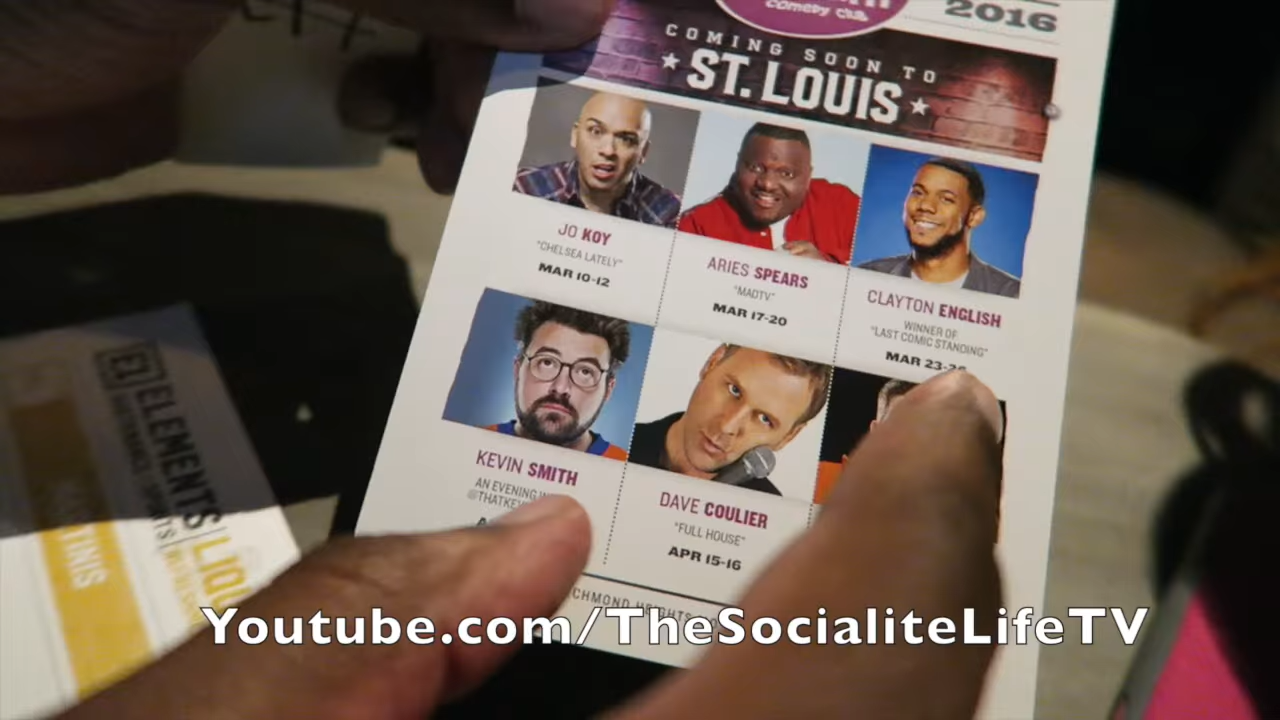 comedy club
2016
COMING SOON TO
★ ST. LOUIS ★
JO KOY
"CHELSEA LATELY"
MAR 10-12
ARIES SPEARS
"MADTV"
MAR 17-20
CLAYTON ENGLISH
WINNER OF
"LAST COMIC STANDING"
MAR 23-
KEVIN SMITH
AN EVENING
DAVE COULIER
"FULL HOUSE"
APR 15-16
ELEMENTS
Youtube.com/TheSocialiteLifeTV